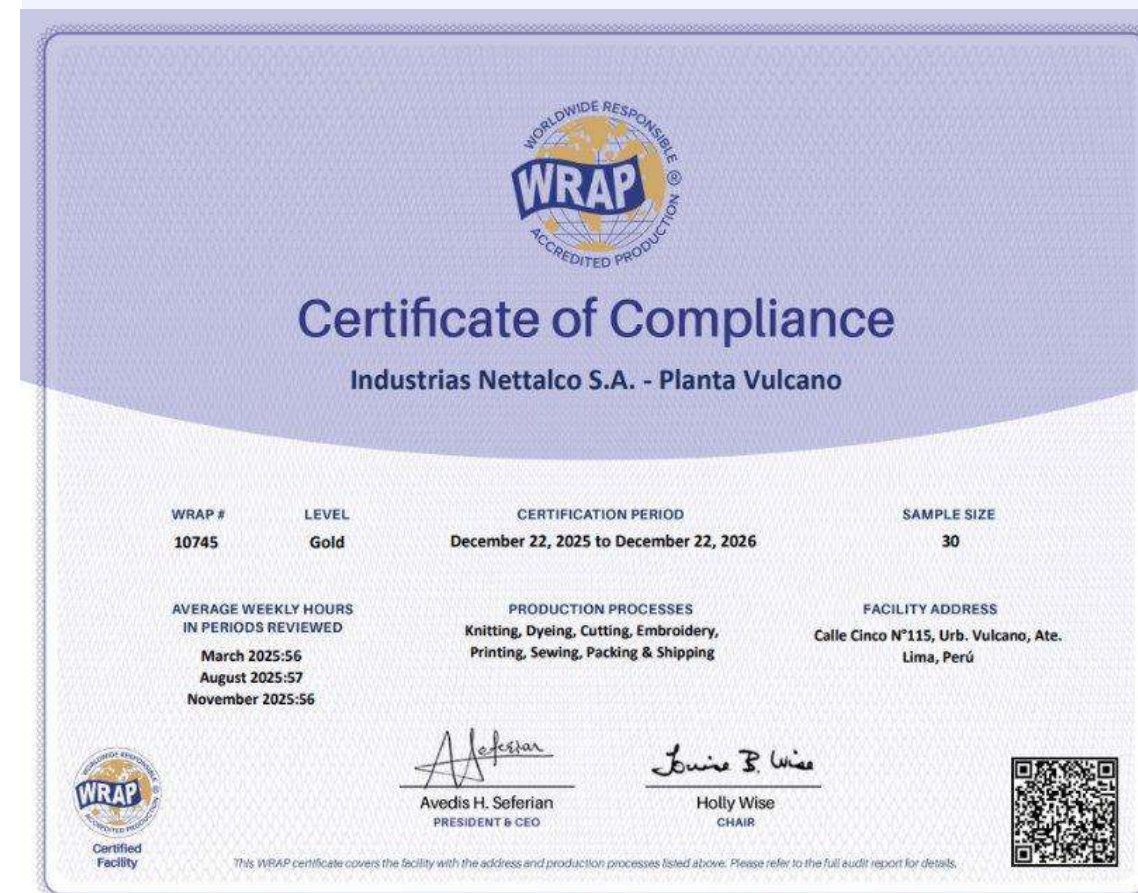 WORLDWIDE RESPONSIBLE
WRAP
ACCREDITED PRODUCTION ®
Certificate of Compliance
Industrias Nettalco S.A. - Planta Vulcano
WRAP # LEVEL CERTIFICATION PERIOD SAMPLE SIZE
10745 Gold December 22, 2025 to December 22, 2026 30
AVERAGE WEEKLY HOURS
IN PERIODS REVIEWED
March 2025:56
August 2025:57
November 2025:56
PRODUCTION PROCESSES
Knitting, Dyeing, Cutting, Embroidery,
Printing, Sewing, Packing & Shipping
FACILITY ADDRESS
Calle Cinco N°115, Urb. Vulcano, Ate.
Lima, Perú
WORLDWIDE RESPONSIBLE
WRAP
ACCREDITED PRODUCTION ®
Certified
Facility
Avedis H. Seferian
PRESIDENT & CEO
Holly Wise
CHAIR
This WRAP certificate covers the facility with the address and production processes listed above. Please refer to the full audit report for details.